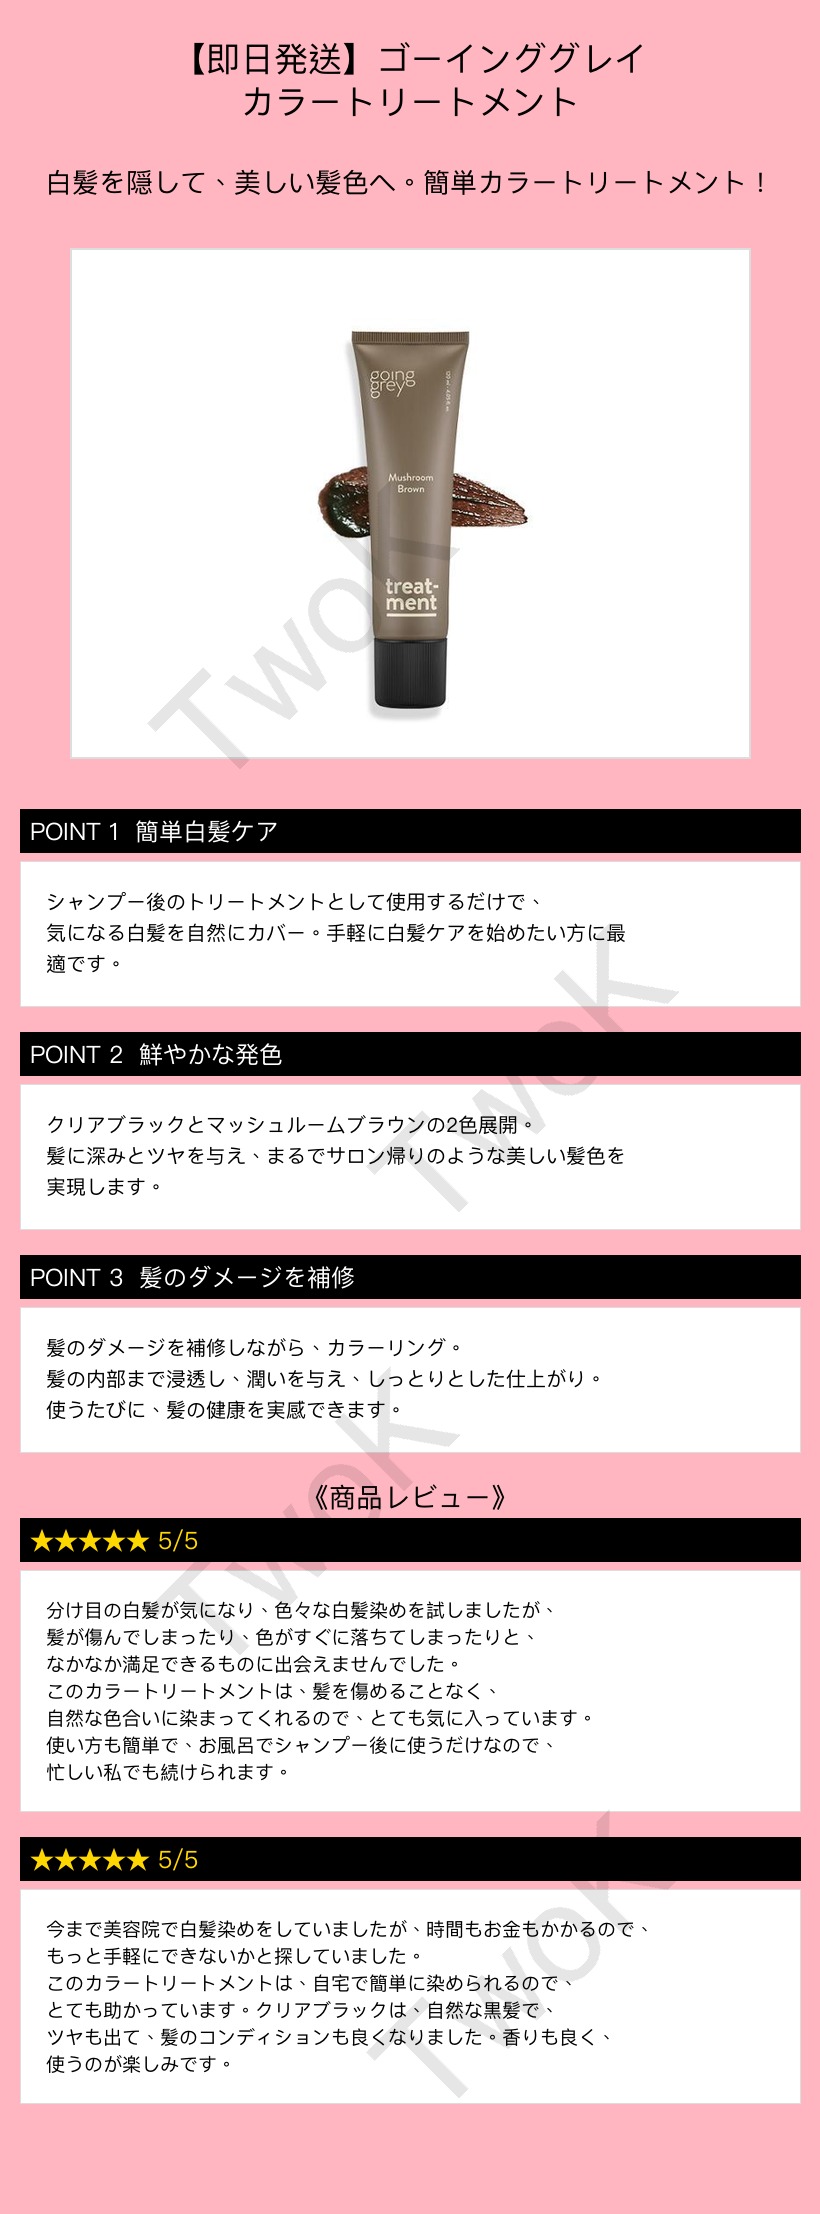 【即日発送】ゴーインググレイ
カラートリートメント
白髪を隠して、美しい髪色へ。簡単カラートリートメント！
going
grey
Mushroom
Brown
treat-
ment
POINT 1 簡単白髪ケア
シャンプー後のトリートメントとして使用するだけで、
気になる白髪を自然にカバー。手軽に白髪ケアを始めたい方に最
適です。
POINT 2 鮮やかな発色
クリアブラックとマッシュルームブラウンの2色展開。
髪に深みとツヤを与え、まるでサロン帰りのような美しい髪色を
実現します。
POINT 3 髪のダメージを補修
髪のダメージを補修しながら、カラーリング。
髪の内部まで浸透し、潤いを与え、しっとりとした仕上がり。
使うたびに、髪の健康を実感できます。
《商品レビュー》
★★★★★ 5/5
分け目の白髪が気になり、色々な白髪染めを試しましたが、
髪が傷んでしまったり、色がすぐに落ちてしまったりと、
なかなか満足できるものに出会えませんでした。
このカラートリートメントは、髪を傷めることなく、
自然な色合いに染まってくれるので、とても気に入っています。
使い方も簡単で、お風呂でシャンプー後に使うだけなので、
忙しい私でも続けられます。
★★★★★ 5/5
今まで美容院で白髪染めをしていましたが、時間もお金もかかるので、
もっと手軽にできないかと探していました。
このカラートリートメントは、自宅で簡単に染められるので、
とても助かっています。クリアブラックは、自然な黒髪で、
ツヤも出て、髪のコンディションも良くなりました。香りも良く、
使うのが楽しみです。
TwoK
TwoK
TwoK
TwoK